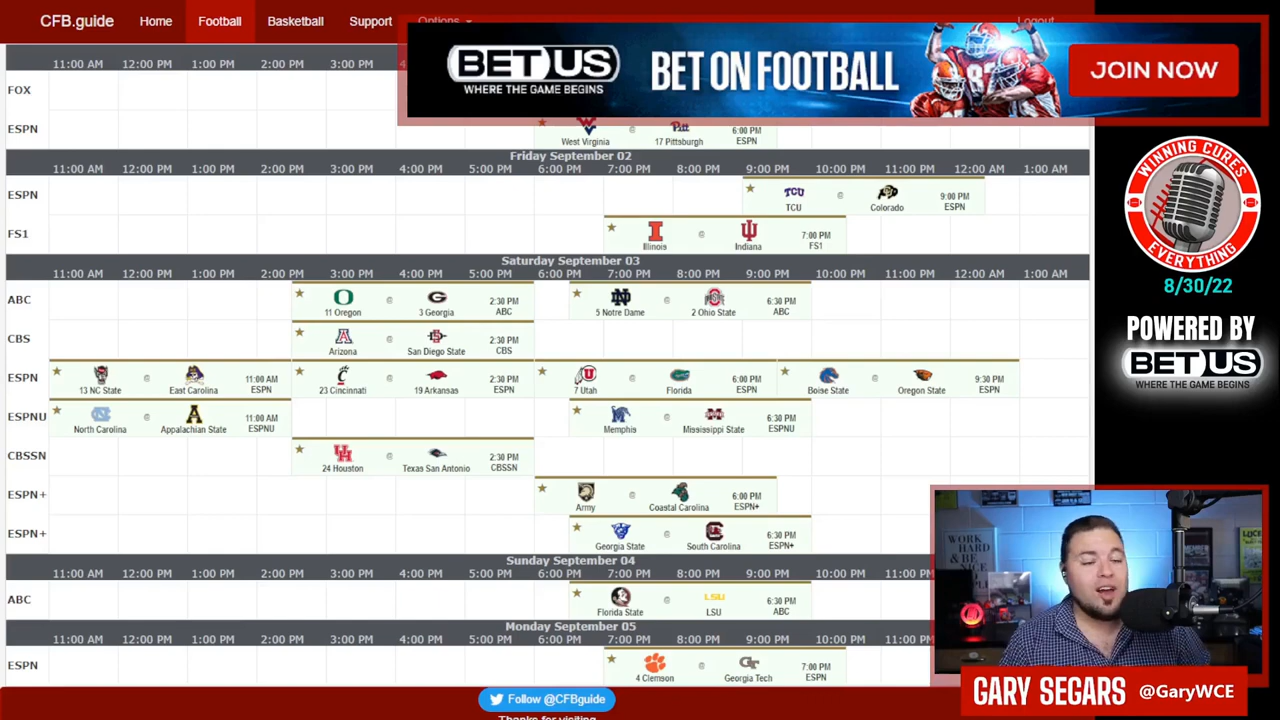 CFB.guide Home Football Basketball Support Options Logout
BET US
WHERE THE GAME BEGINS
BET ON FOOTBALL
JOIN NOW
11:00 AM 12:00 PM 1:00 PM 2:00 PM 3:00 PM
FOX
ESPN
West Virginia @ 17 Pittsburgh 6:00 PM ESPN
Friday September 02
11:00 AM 12:00 PM 1:00 PM 2:00 PM 3:00 PM 4:00 PM 5:00 PM 6:00 PM 7:00 PM 8:00 PM 9:00 PM 10:00 PM 11:00 PM 12:00 AM 1:00 AM
ESPN
TCU @ Colorado 9:00 PM ESPN
FS1
Illinois @ Indiana 7:00 PM FS1
Saturday September 03
11:00 AM 12:00 PM 1:00 PM 2:00 PM 3:00 PM 4:00 PM 5:00 PM 6:00 PM 7:00 PM 8:00 PM 9:00 PM 10:00 PM 11:00 PM 12:00 AM 1:00 AM
ABC
11 Oregon @ 3 Georgia 2:30 PM ABC
5 Notre Dame @ 2 Ohio State 6:30 PM ABC
CBS
Arizona @ San Diego State 2:30 PM CBS
ESPN
13 NC State @ East Carolina 11:00 AM ESPN
23 Cincinnati @ 19 Arkansas 2:30 PM ESPN
7 Utah @ Florida 6:00 PM ESPN
Boise State @ Oregon State 9:30 PM ESPN
ESPNU
North Carolina @ Appalachian State 11:00 AM ESPNU
Memphis @ Mississippi State 6:30 PM ESPNU
CBSSN
24 Houston @ Texas San Antonio 2:30 PM CBSSN
ESPN+
Army @ Coastal Carolina 6:00 PM ESPN+
ESPN+
Georgia State @ South Carolina 6:30 PM ESPN+
Sunday September 04
11:00 AM 12:00 PM 1:00 PM 2:00 PM 3:00 PM 4:00 PM 5:00 PM 6:00 PM 7:00 PM 8:00 PM 9:00 PM 10:00 PM 11:00
ABC
Florida State @ LSU 6:30 PM ABC
Monday September 05
11:00 AM 12:00 PM 1:00 PM 2:00 PM 3:00 PM 4:00 PM 5:00 PM 6:00 PM 7:00 PM 8:00 PM 9:00 PM 10:00 PM 11:00
ESPN
4 Clemson @ Georgia Tech 7:00 PM ESPN
Follow @CFBguide
Thanks for visiting
WINNING CURES
EVERYTHING
8/30/22
POWERED BY
BET US
WHERE THE GAME BEGINS
WORK
HARD
& BE
GARY SEGARS @GaryWCE